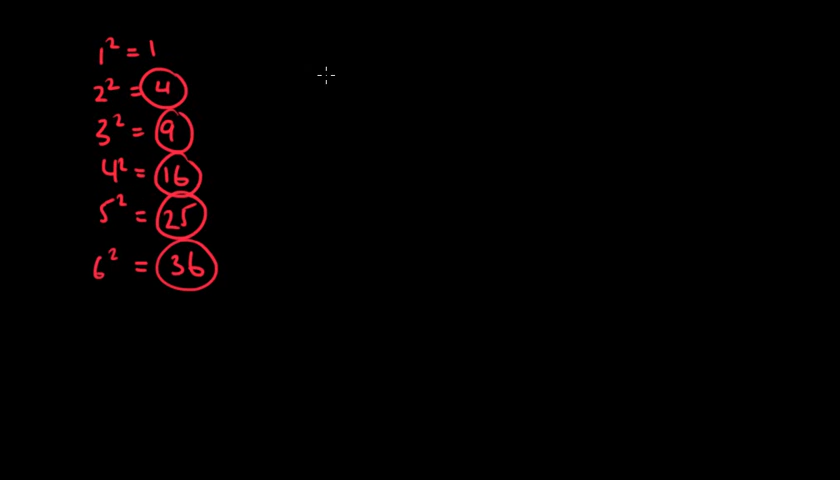 1² = 1
2² = 4
3² = 9
4² = 16
5² = 25
6² = 36